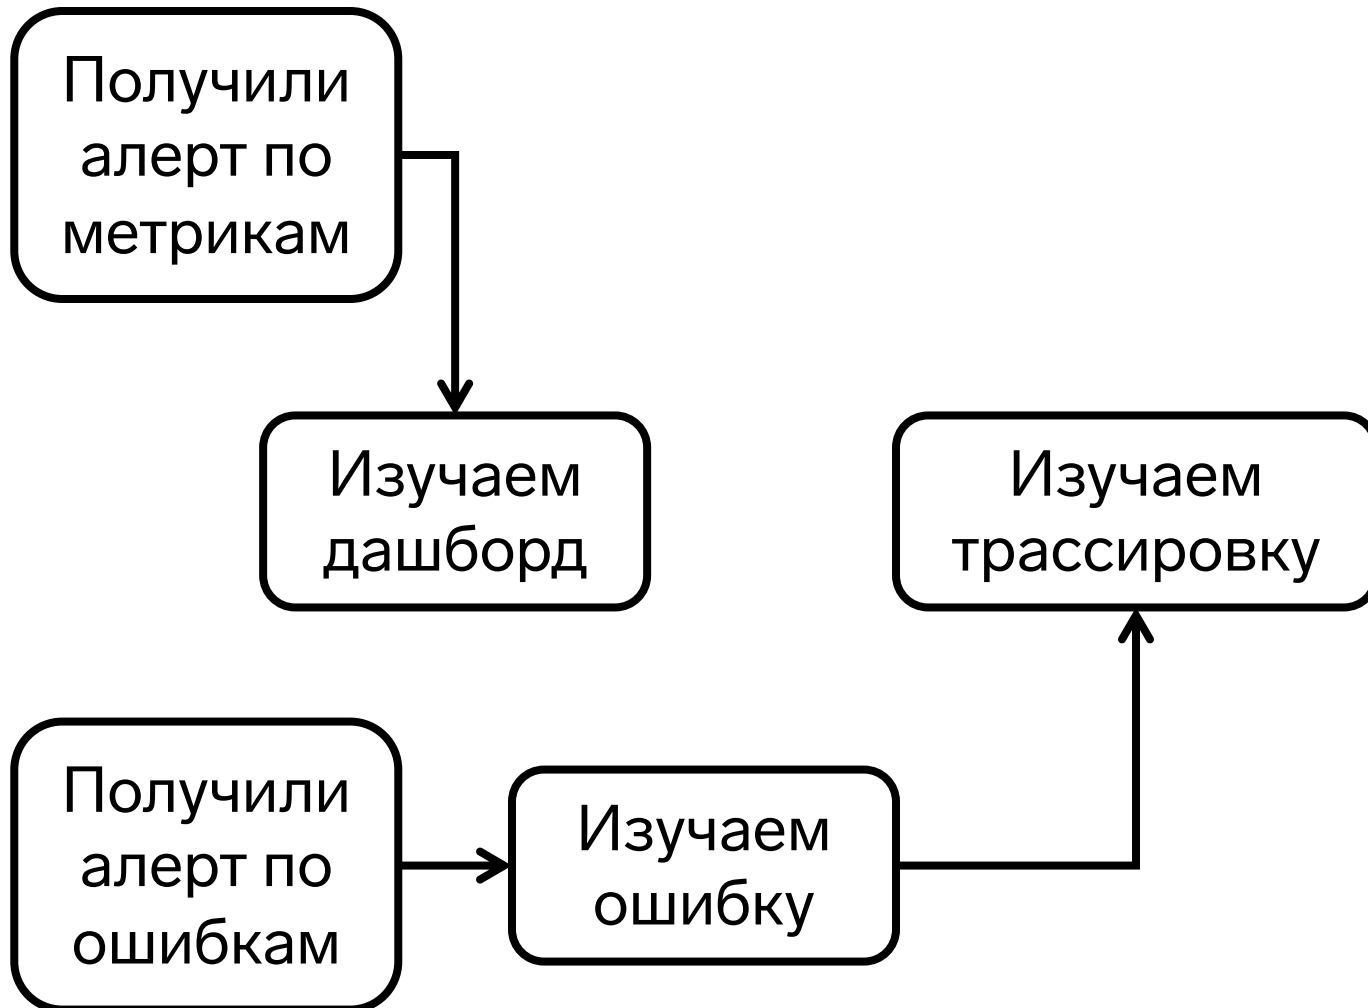 Получили
алерт по
метрикам
Изучаем
дашборд
Изучаем
трассировку
Получили
алерт по
ошибкам
Изучаем
ошибку